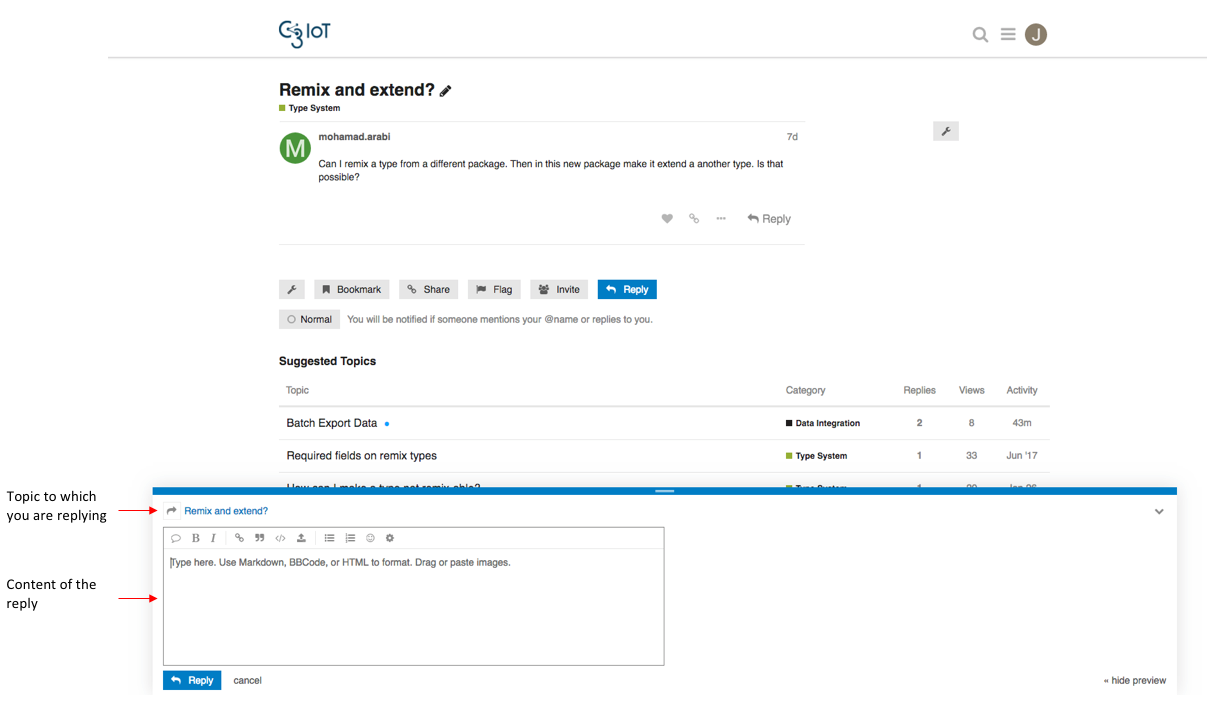 C3 IoT
J
Remix and extend?
Type System
M
mohamad.arabi 7d
Can I remix a type from a different package. Then in this new package make it extend a another type. Is that
possible?
Reply
Bookmark Share Flag Invite Reply
Normal You will be notified if someone mentions your @name or replies to you.
Suggested Topics
Topic Category Replies Views Activity
Batch Export Data Data Integration 2 8 43m
Required fields on remix types Type System 1 33 Jun '17
How can I make a type not remix-able? Type System 1
Topic to which
you are replying
Remix and extend?
B I
Type here. Use Markdown, BBCode, or HTML to format. Drag or paste images.
Content of the
reply
Reply cancel « hide preview